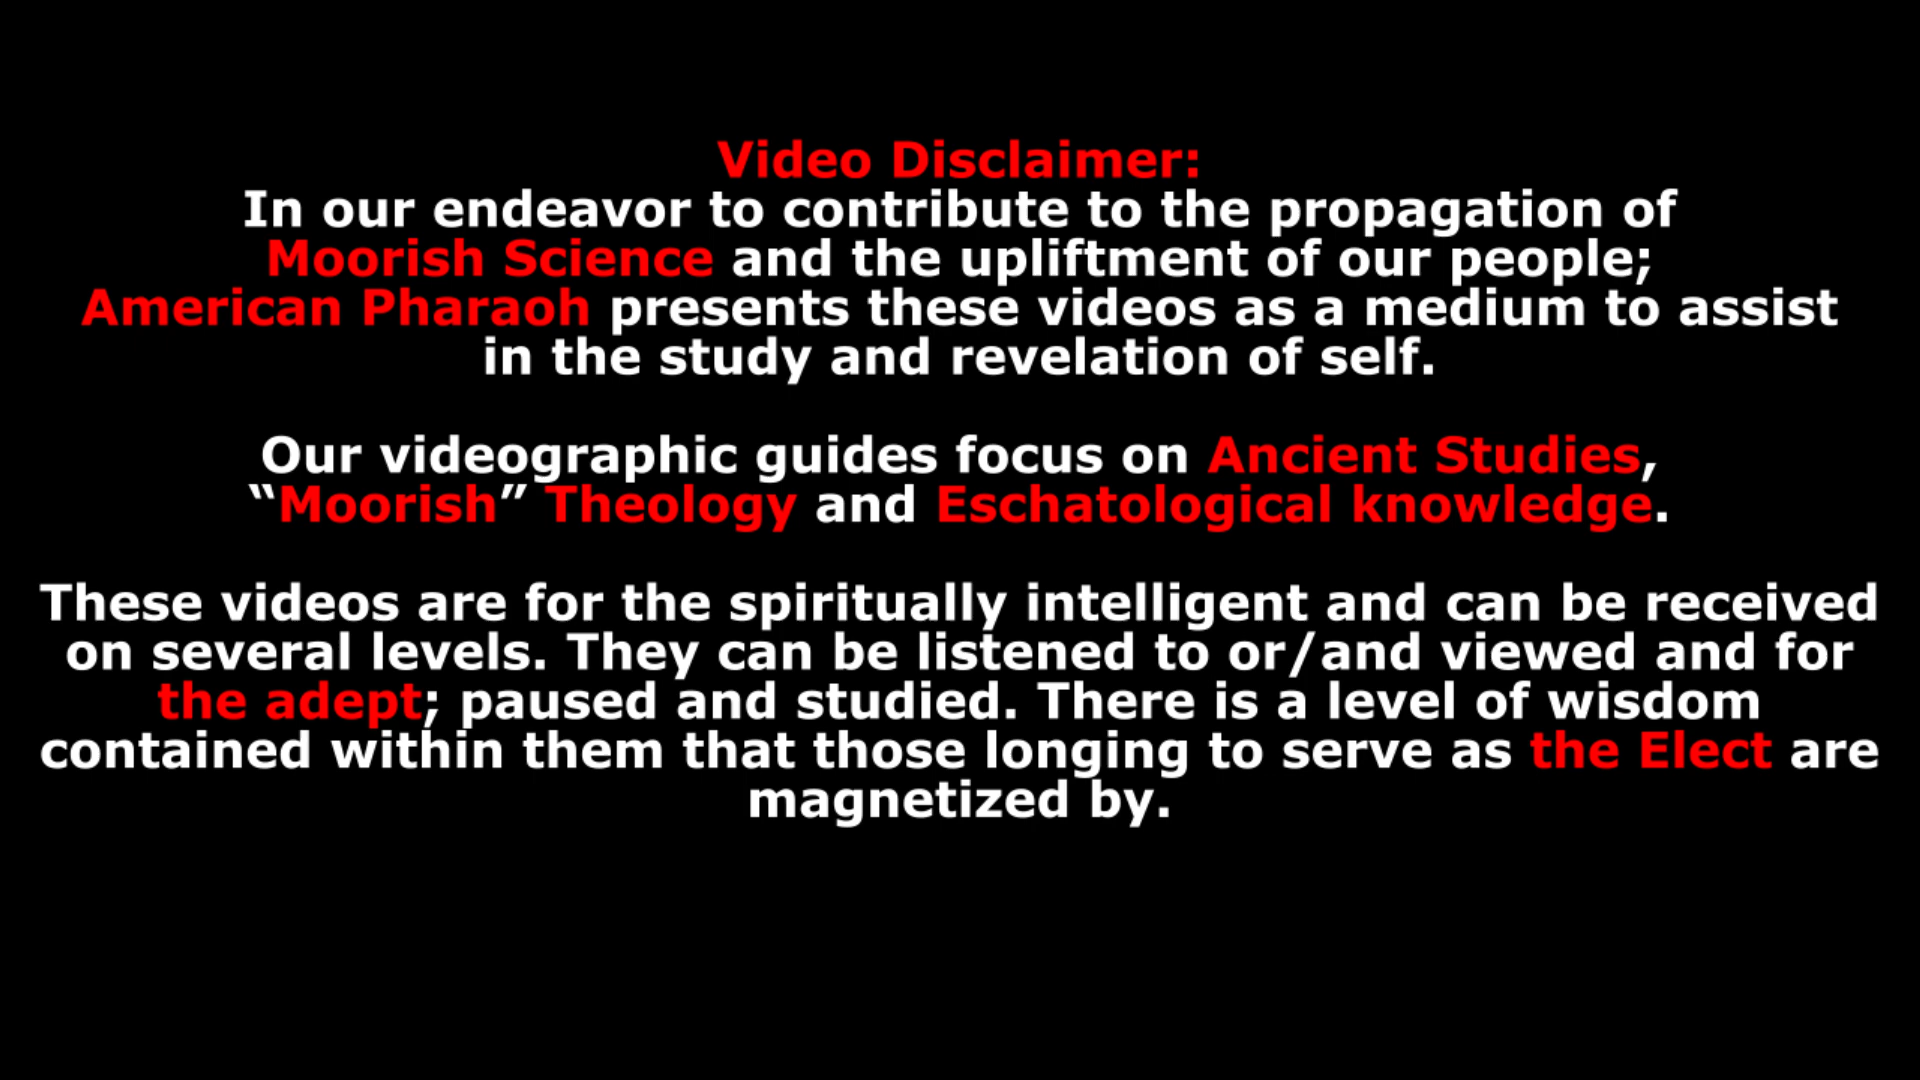 Video Disclaimer:
In our endeavor to contribute to the propagation of
Moorish Science and the upliftment of our people;
American Pharaoh presents these videos as a medium to assist
in the study and revelation of self.
Our videographic guides focus on Ancient Studies,
“Moorish” Theology and Eschatological knowledge.
These videos are for the spiritually intelligent and can be received
on several levels. They can be listened to or/and viewed and for
the adept; paused and studied. There is a level of wisdom
contained within them that those longing to serve as the Elect are
magnetized by.